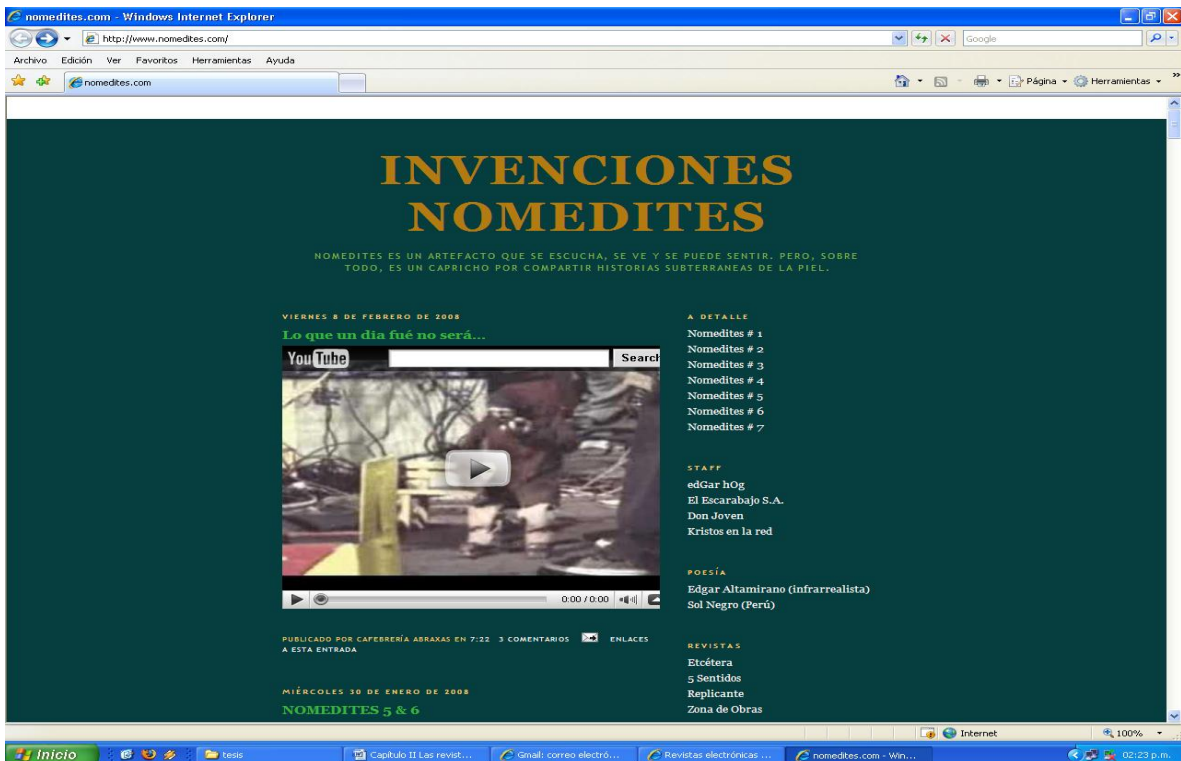 nomedites.com - Windows Internet Explorer
http://www.nomedites.com/
Google
Archivo Edición Ver Favoritos Herramientas Ayuda
nomedites.com
Página Herramientas
INVENCIONES
NOMEDITES
NOMEDITES ES UN ARTEFACTO QUE SE ESCUCHA, SE VE Y SE PUEDE SENTIR. PERO, SOBRE
TODO, ES UN CAPRICHO POR COMPARTIR HISTORIAS SUBTERRANEAS DE LA PIEL.
VIERNES 8 DE FEBRERO DE 2008
Lo que un dia fué no será...
YouTube Search
0:00 / 0:00
PUBLICADO POR CAFEBRERÍA ABRAXAS EN 7:22 3 COMENTARIOS ENLACES
A ESTA ENTRADA
MIÉRCOLES 30 DE ENERO DE 2008
NOMEDITES 5 & 6
A DETALLE
Nomedites # 1
Nomedites # 2
Nomedites # 3
Nomedites # 4
Nomedites # 5
Nomedites # 6
Nomedites # 7
STAFF
edGar hOg
El Escarabajo S.A.
Don Joven
Kristos en la red
POESÍA
Edgar Altamirano (infrarrealista)
Sol Negro (Perú)
REVISTAS
Etcétera
5 Sentidos
Replicante
Zona de Obras
Internet 100%
Inicio tesis Capítulo II Las revist... Gmail: correo electró... Revistas electrónicas ... nomedites.com - Win... 02:23 p.m.